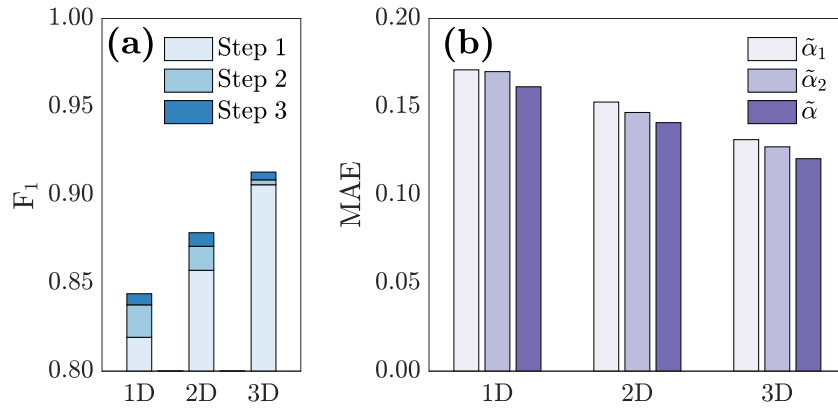 (a)
Step 1
Step 2
Step 3
1.00
0.95
0.90
0.85
0.80
F₁
1D 2D 3D
(b)
α̃₁
α̃₂
α̃
0.20
0.15
0.10
0.05
0.00
MAE
1D 2D 3D